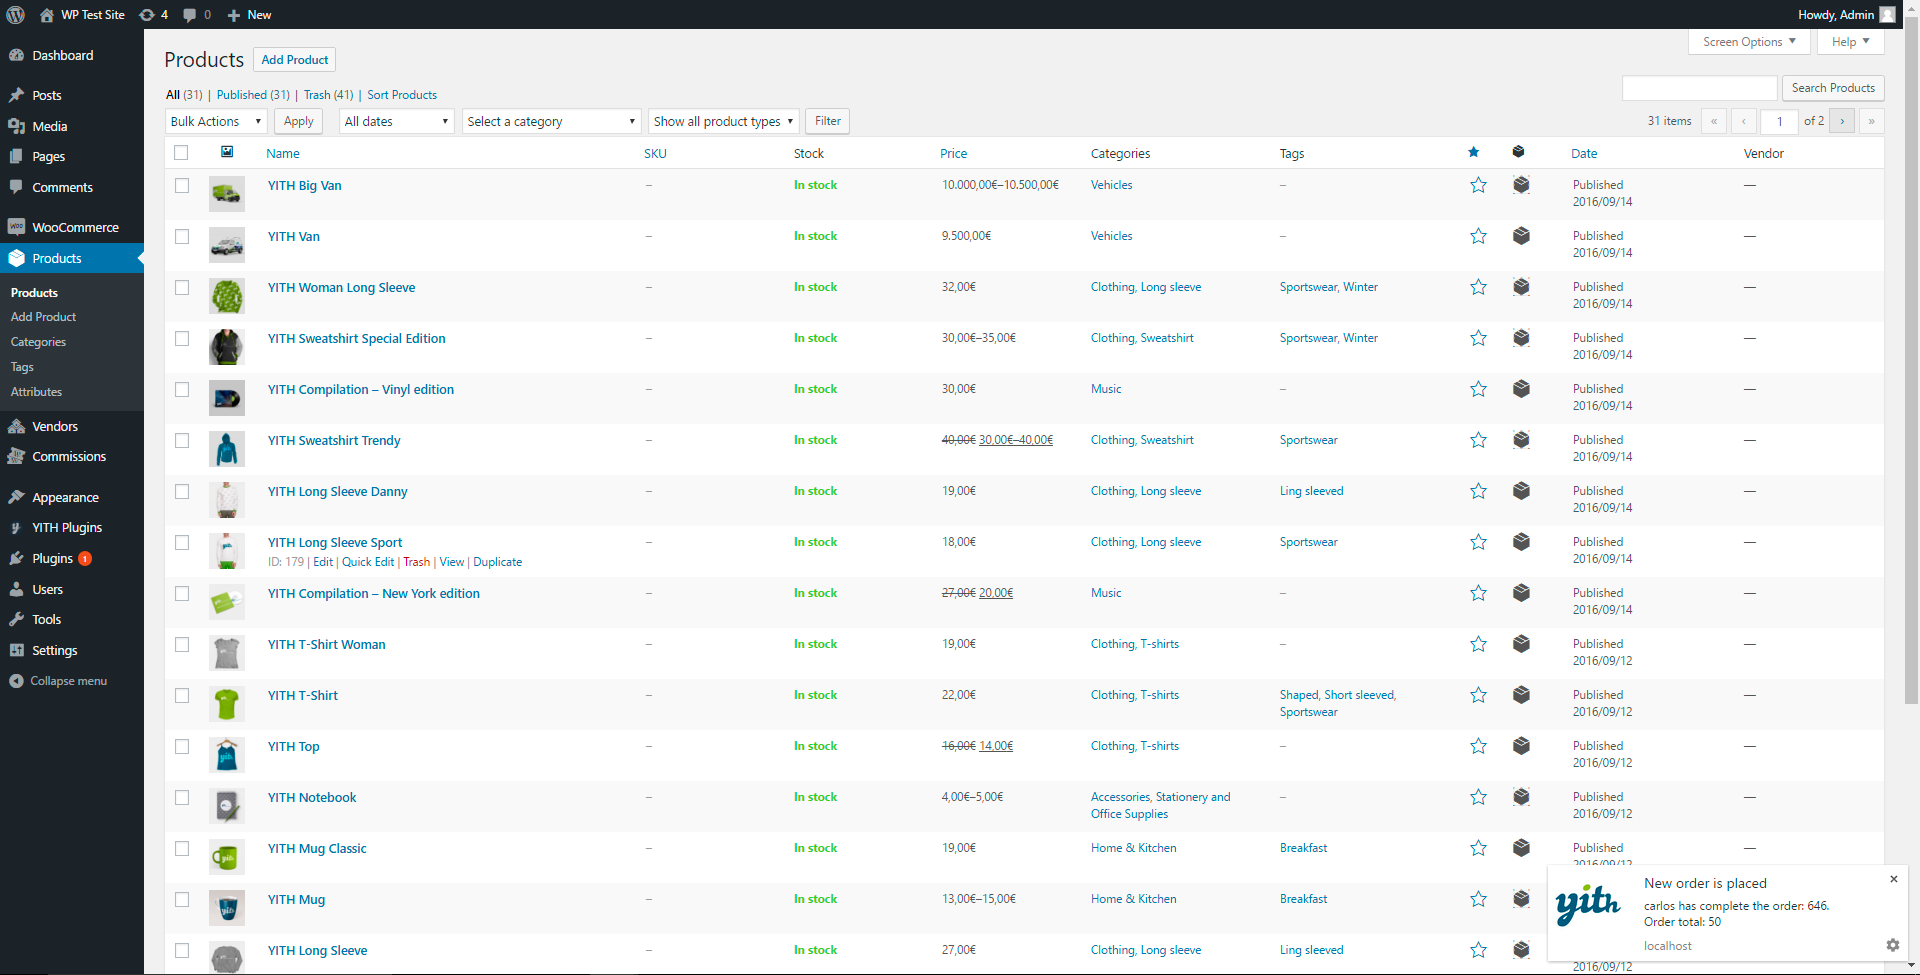 WP Test Site 4 0 New Howdy, Admin
Screen Options Help
Products Add Product
All (31) | Published (31) | Trash (41) | Sort Products
Search Products
Bulk Actions Apply All dates Select a category Show all product types Filter 31 items « ‹ 1 of 2 › »
Dashboard
Posts
Media
Pages
Comments
WooCommerce
Products
Products
Add Product
Categories
Tags
Attributes
Vendors
Commissions
Appearance
YITH Plugins
Plugins 1
Users
Tools
Settings
Collapse menu
Name SKU Stock Price Categories Tags Date Vendor
YITH Big Van – In stock 10.000,00€–10.500,00€ Vehicles – Published —
2016/09/14
YITH Van – In stock 9.500,00€ Vehicles – Published —
2016/09/14
YITH Woman Long Sleeve – In stock 32,00€ Clothing, Long sleeve Sportswear, Winter Published —
2016/09/14
YITH Sweatshirt Special Edition – In stock 30,00€–35,00€ Clothing, Sweatshirt Sportswear, Winter Published —
2016/09/14
YITH Compilation – Vinyl edition – In stock 30,00€ Music – Published —
2016/09/14
YITH Sweatshirt Trendy – In stock 40,00€ 30,00€–40,00€ Clothing, Sweatshirt Sportswear Published —
2016/09/14
YITH Long Sleeve Danny – In stock 19,00€ Clothing, Long sleeve Ling sleeved Published —
2016/09/14
YITH Long Sleeve Sport – In stock 18,00€ Clothing, Long sleeve Sportswear Published —
ID: 179 | Edit | Quick Edit | Trash | View | Duplicate 2016/09/14
YITH Compilation – New York edition – In stock 27,00€ 20,00€ Music – Published —
2016/09/14
YITH T-Shirt Woman – In stock 19,00€ Clothing, T-shirts – Published —
2016/09/12
YITH T-Shirt – In stock 22,00€ Clothing, T-shirts Shaped, Short sleeved, Published —
Sportswear 2016/09/12
YITH Top – In stock 16,00€ 14,00€ Clothing, T-shirts – Published —
2016/09/12
YITH Notebook – In stock 4,00€–5,00€ Accessories, Stationery and – Published —
Office Supplies 2016/09/12
YITH Mug Classic – In stock 19,00€ Home & Kitchen Breakfast Published —
2016/09/12
YITH Mug – In stock 13,00€–15,00€ Home & Kitchen Breakfast
YITH Long Sleeve – In stock 27,00€ Clothing, Long sleeve Ling sleeved
2016/09/12
yith
New order is placed
carlos has complete the order: 646.
Order total: 50
localhost